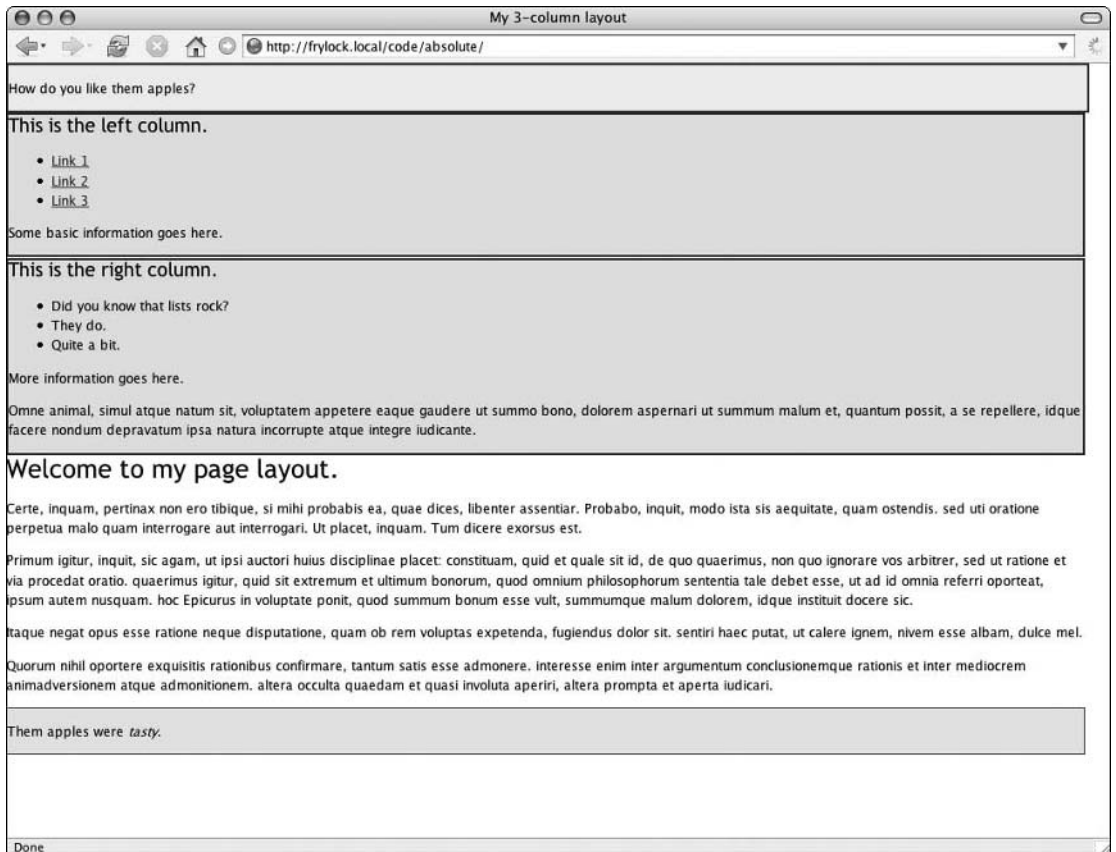 My 3-column layout
http://frylock.local/code/absolute/
How do you like them apples?
This is the left column.
Link 1
Link 2
Link 3
Some basic information goes here.
This is the right column.
Did you know that lists rock?
They do.
Quite a bit.
More information goes here.
Omne animal, simul atque natum sit, voluptatem appetere eaque gaudere ut summo bono, dolorem aspernari ut summum malum et, quantum possit, a se repellere, idque
facere nondum depravatum ipsa natura incorrupte atque integre iudicante.
Welcome to my page layout.
Certe, inquam, pertinax non ero tibique, si mihi probabis ea, quae dices, libenter assentiar. Probabo, inquit, modo ista sis aequitate, quam ostendis. sed uti oratione
perpetua malo quam interrogare aut interrogari. Ut placet, inquam. Tum dicere exorsus est.
Primum igitur, inquit, sic agam, ut ipsi auctori huius disciplinae placet: constituam, quid et quale sit id, de quo quaerimus, non quo ignorare vos arbitrer, sed ut ratione et
via procedat oratio. quaerimus igitur, quid sit extremum et ultimum bonorum, quod omnium philosophorum sententia tale debet esse, ut ad id omnia referri oporteat,
ipsum autem nusquam. hoc Epicurus in voluptate ponit, quod summum bonum esse vult, summumque malum dolorem, idque instituit docere sic.
Itaque negat opus esse ratione neque disputatione, quam ob rem voluptas expetenda, fugiendus dolor sit. sentiri haec putat, ut calere ignem, nivem esse albam, dulce mel.
Quorum nihil oportere exquisitis rationibus confirmare, tantum satis esse admonere. interesse enim inter argumentum conclusionemque rationis et inter mediocrem
animadversionem atque admonitionem. altera occulta quaedam et quasi involuta aperiri, altera prompta et aperta iudicari.
Them apples were tasty.
Done